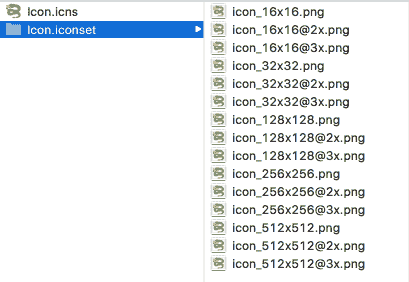 Icon.icns
Icon.iconset
icon_16x16.png
icon_16x16@2x.png
icon_16x16@3x.png
icon_32x32.png
icon_32x32@2x.png
icon_32x32@3x.png
icon_128x128.png
icon_128x128@2x.png
icon_128x128@3x.png
icon_256x256.png
icon_256x256@2x.png
icon_256x256@3x.png
icon_512x512.png
icon_512x512@2x.png
icon_512x512@3x.png